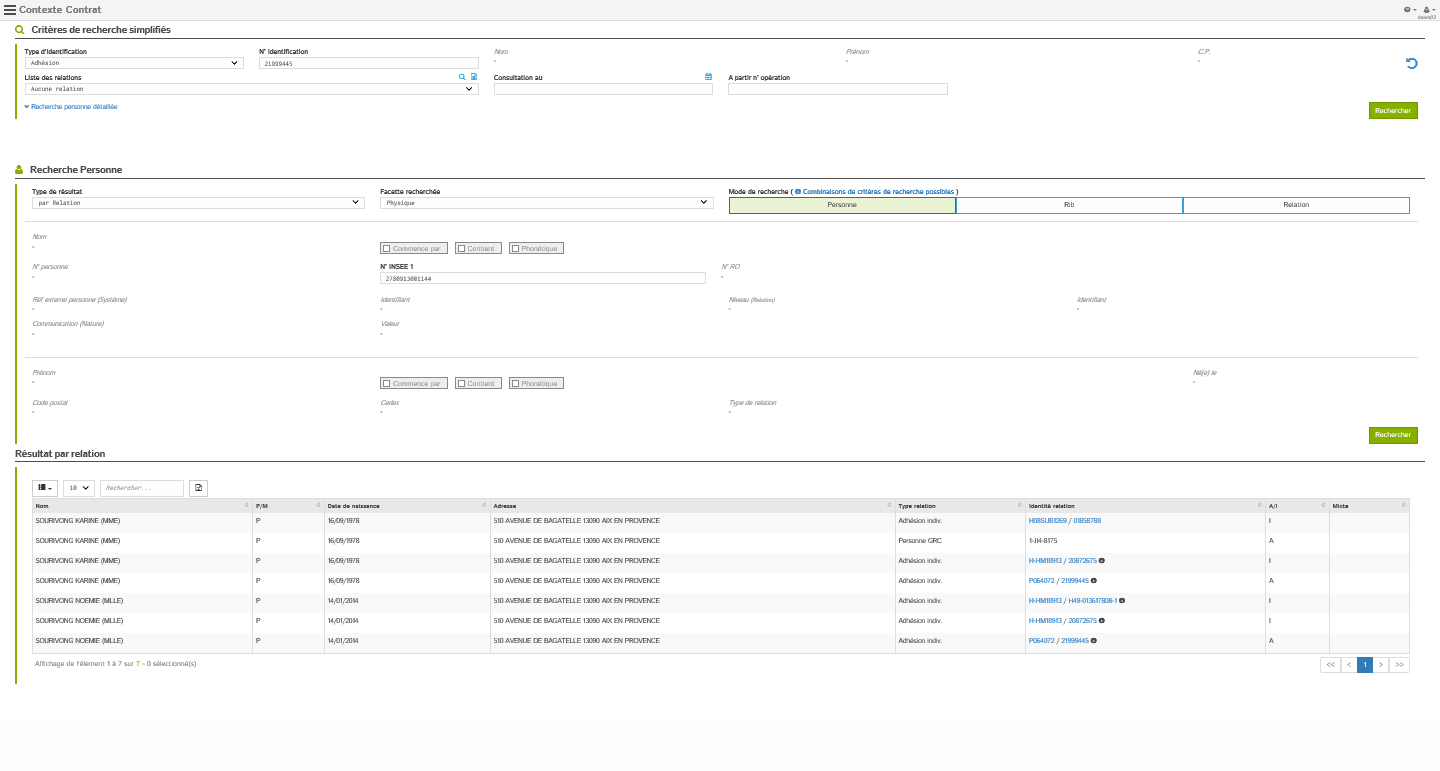 Contexte Contrat
Critères de recherche simplifiés
Type d'identification N° identification Nom Prénom C.P.
Adhésion 21999445 - - -
Liste des relations Consultation au A partir n° opération
Aucune relation
Recherche personne détaillée
Rechercher
Recherche Personne
Type de résultat Facette recherchée Mode de recherche ( Combinaisons de critères de recherche possibles )
par Relation Physique Personne Rib Relation
Nom
- Commence par Contient Phonétique
N° personne N° INSEE 1 N° RO
- 2780913001144 -
Réf externe personne (Système) Identifiant Niveau (Relation) Identifiant
- - - -
Communication (Nature) Valeur
- -
Prénom Né(e) le
- Commence par Contient Phonétique -
Code postal Cedex Type de relation
- - -
Rechercher
Résultat par relation
10 Rechercher...
Nom P/M Date de naissance Adresse Type relation Identité relation A/I Mixte
SOURIVONG KARINE (MME) P 16/09/1978 510 AVENUE DE BAGATELLE 13090 AIX EN PROVENCE Adhésion indiv. H08SUB1269 / 01858788 I
SOURIVONG KARINE (MME) P 16/09/1978 510 AVENUE DE BAGATELLE 13090 AIX EN PROVENCE Personne GRC 1-JI4-8175 A
SOURIVONG KARINE (MME) P 16/09/1978 510 AVENUE DE BAGATELLE 13090 AIX EN PROVENCE Adhésion indiv. H-HM18913 / 20872675 I
SOURIVONG KARINE (MME) P 16/09/1978 510 AVENUE DE BAGATELLE 13090 AIX EN PROVENCE Adhésion indiv. P064072 / 21999445 A
SOURIVONG NOEMIE (MLLE) P 14/01/2014 510 AVENUE DE BAGATELLE 13090 AIX EN PROVENCE Adhésion indiv. H-HM18913 / H49-013617808-1 I
SOURIVONG NOEMIE (MLLE) P 14/01/2014 510 AVENUE DE BAGATELLE 13090 AIX EN PROVENCE Adhésion indiv. H-HM18913 / 20872675 I
SOURIVONG NOEMIE (MLLE) P 14/01/2014 510 AVENUE DE BAGATELLE 13090 AIX EN PROVENCE Adhésion indiv. P064072 / 21999445 A
Affichage de l'élement 1 à 7 sur 7 - 0 sélectionné(s) << < 1 > >>